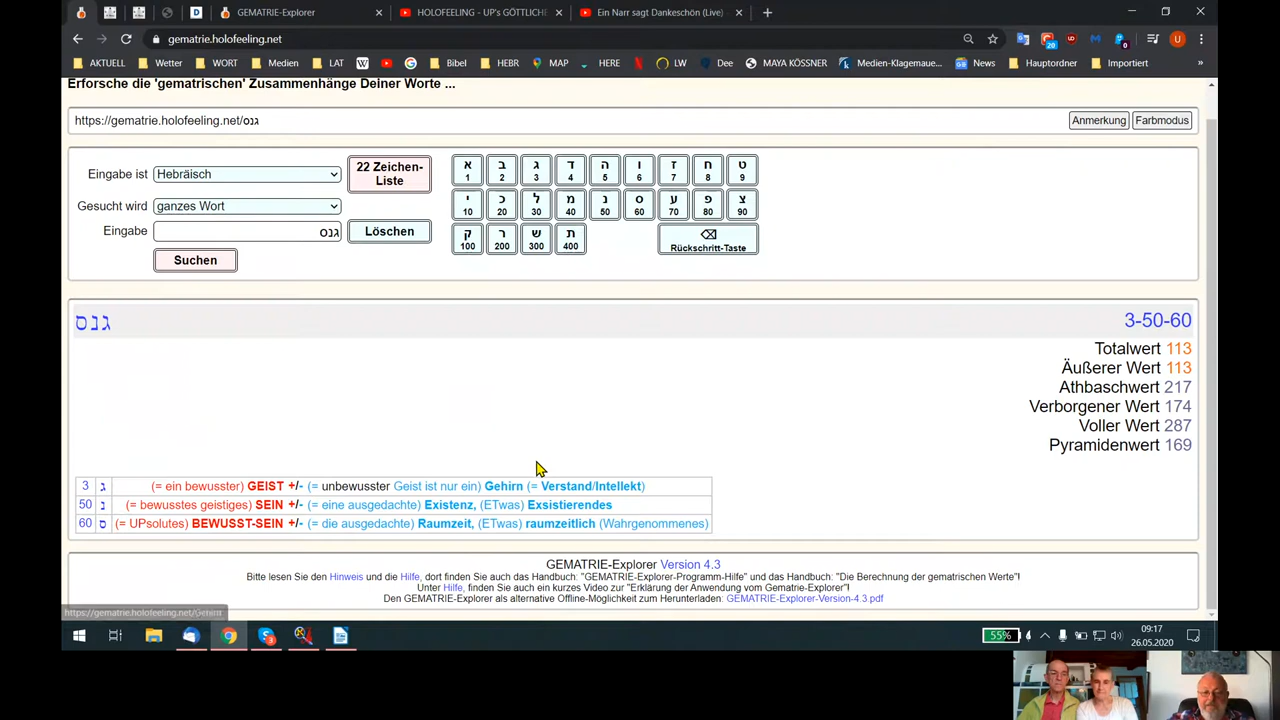 GEMATRIE-Explorer
HOLOFEELING - UP's GÖTTLICHE
Ein Narr sagt Dankeschön (Live)
gematrie.holofeeling.net
20
0
U
AKTUELL Wetter WORT Medien LAT Bibel HEBR MAP HERE LW Dee MAYA KÖSSNER Medien-Klagemaue... News Hauptordner Importiert »
Erforsche die 'gematrischen' Zusammenhänge Deiner Worte ...
https://gematrie.holofeeling.net/גנס
Anmerkung Farbmodus
Eingabe ist Hebräisch
22 Zeichen-Liste
Gesucht wird ganzes Wort
Eingabe גנס
Löschen
Suchen
א ב ג ד ה ו ז ח ט
1 2 3 4 5 6 7 8 9
י כ ל מ נ ס ע פ צ
10 20 30 40 50 60 70 80 90
ק ר ש ת
100 200 300 400
Rückschritt-Taste
גנס 3-50-60
Totalwert 113
Äußerer Wert 113
Athbaschwert 217
Verborgener Wert 174
Voller Wert 287
Pyramidenwert 169
3 ג (= ein bewusster) GEIST +/- (= unbewusster Geist ist nur ein) Gehirn (= Verstand/Intellekt)
50 נ (= bewusstes geistiges) SEIN +/- (= eine ausgedachte) Existenz, (ETwas) Exsistierendes
60 ס (= UPsolutes) BEWUSST-SEIN +/- (= die ausgedachte) Raumzeit, (ETwas) raumzeitlich (Wahrgenommenes)
GEMATRIE-Explorer Version 4.3
Bitte lesen Sie den Hinweis und die Hilfe, dort finden Sie auch das Handbuch: "GEMATRIE-Explorer-Programm-Hilfe" und das Handbuch: "Die Berechnung der gematrischen Werte"!
Unter Hilfe, finden Sie auch ein kurzes Video zur "Erklärung der Anwendung vom Gematrie-Explorer"!
Den GEMATRIE-Explorer als alternative Offline-Möglichkeit zum Herunterladen: GEMATRIE-Explorer-Version-4.3.pdf
https://gematrie.holofeeling.net/Gehirn
55%
09:17
26.05.2020